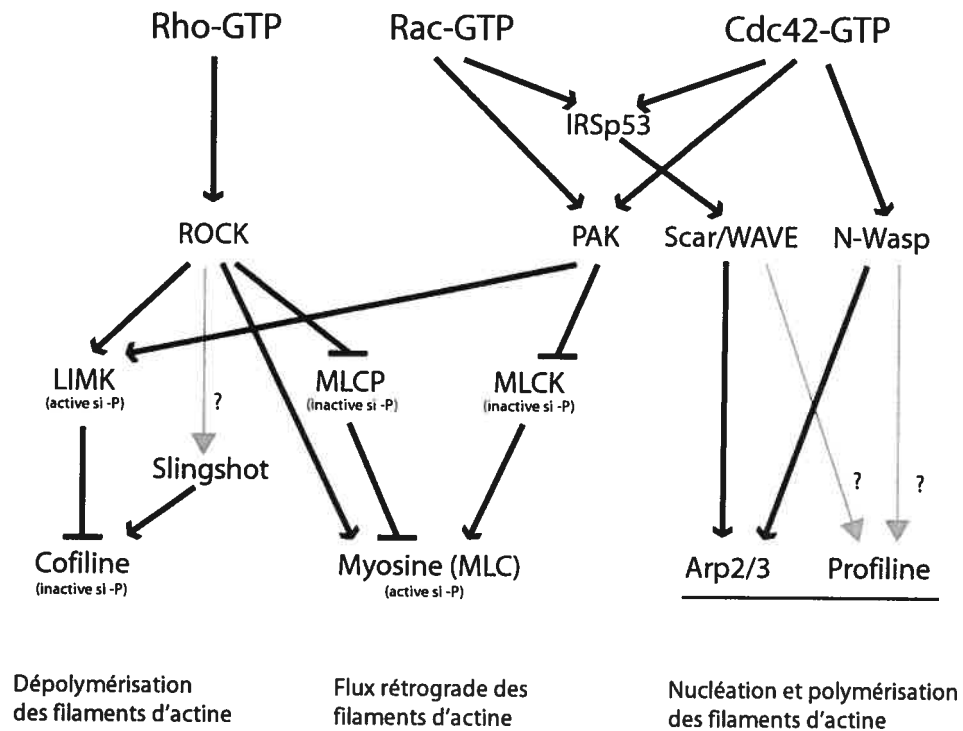 Rho-GTP
Rac-GTP
Cdc42-GTP
IRSp53
ROCK
PAK
Scar/WAVE
N-Wasp
LIMK
(active si -P)
?
MLCP
(inactive si -P)
MLCK
(inactive si -P)
Slingshot
?
?
Cofiline
(inactive si -P)
Myosine (MLC)
(active si -P)
Arp2/3
Profiline
Dépolymérisation
des filaments d'actine
Flux rétrograde des
filaments d'actine
Nucléation et polymérisation
des filaments d'actine